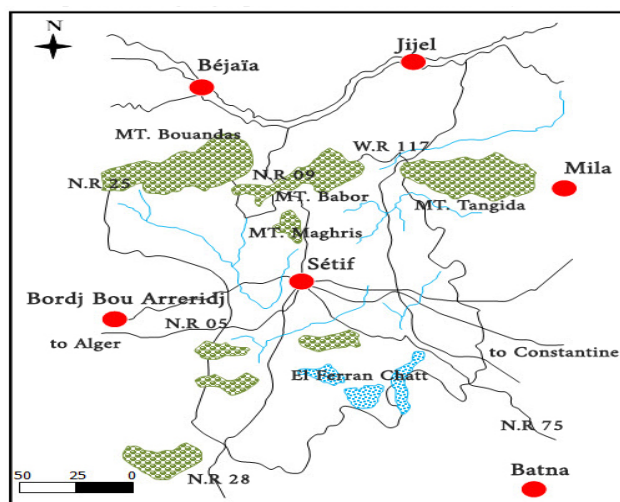 N
Jijel
Béjaïa
MT. Bouandas
W.R 117
N.R 25
N.R 09
Mila
MT. Babor
MT. Tangida
MT. Maghris
Sétif
Bordj Bou Arreridj
N.R 05
to Alger
to Constantine
El Ferran Chatt
N.R 75
50 25 0
N.R 28
Batna